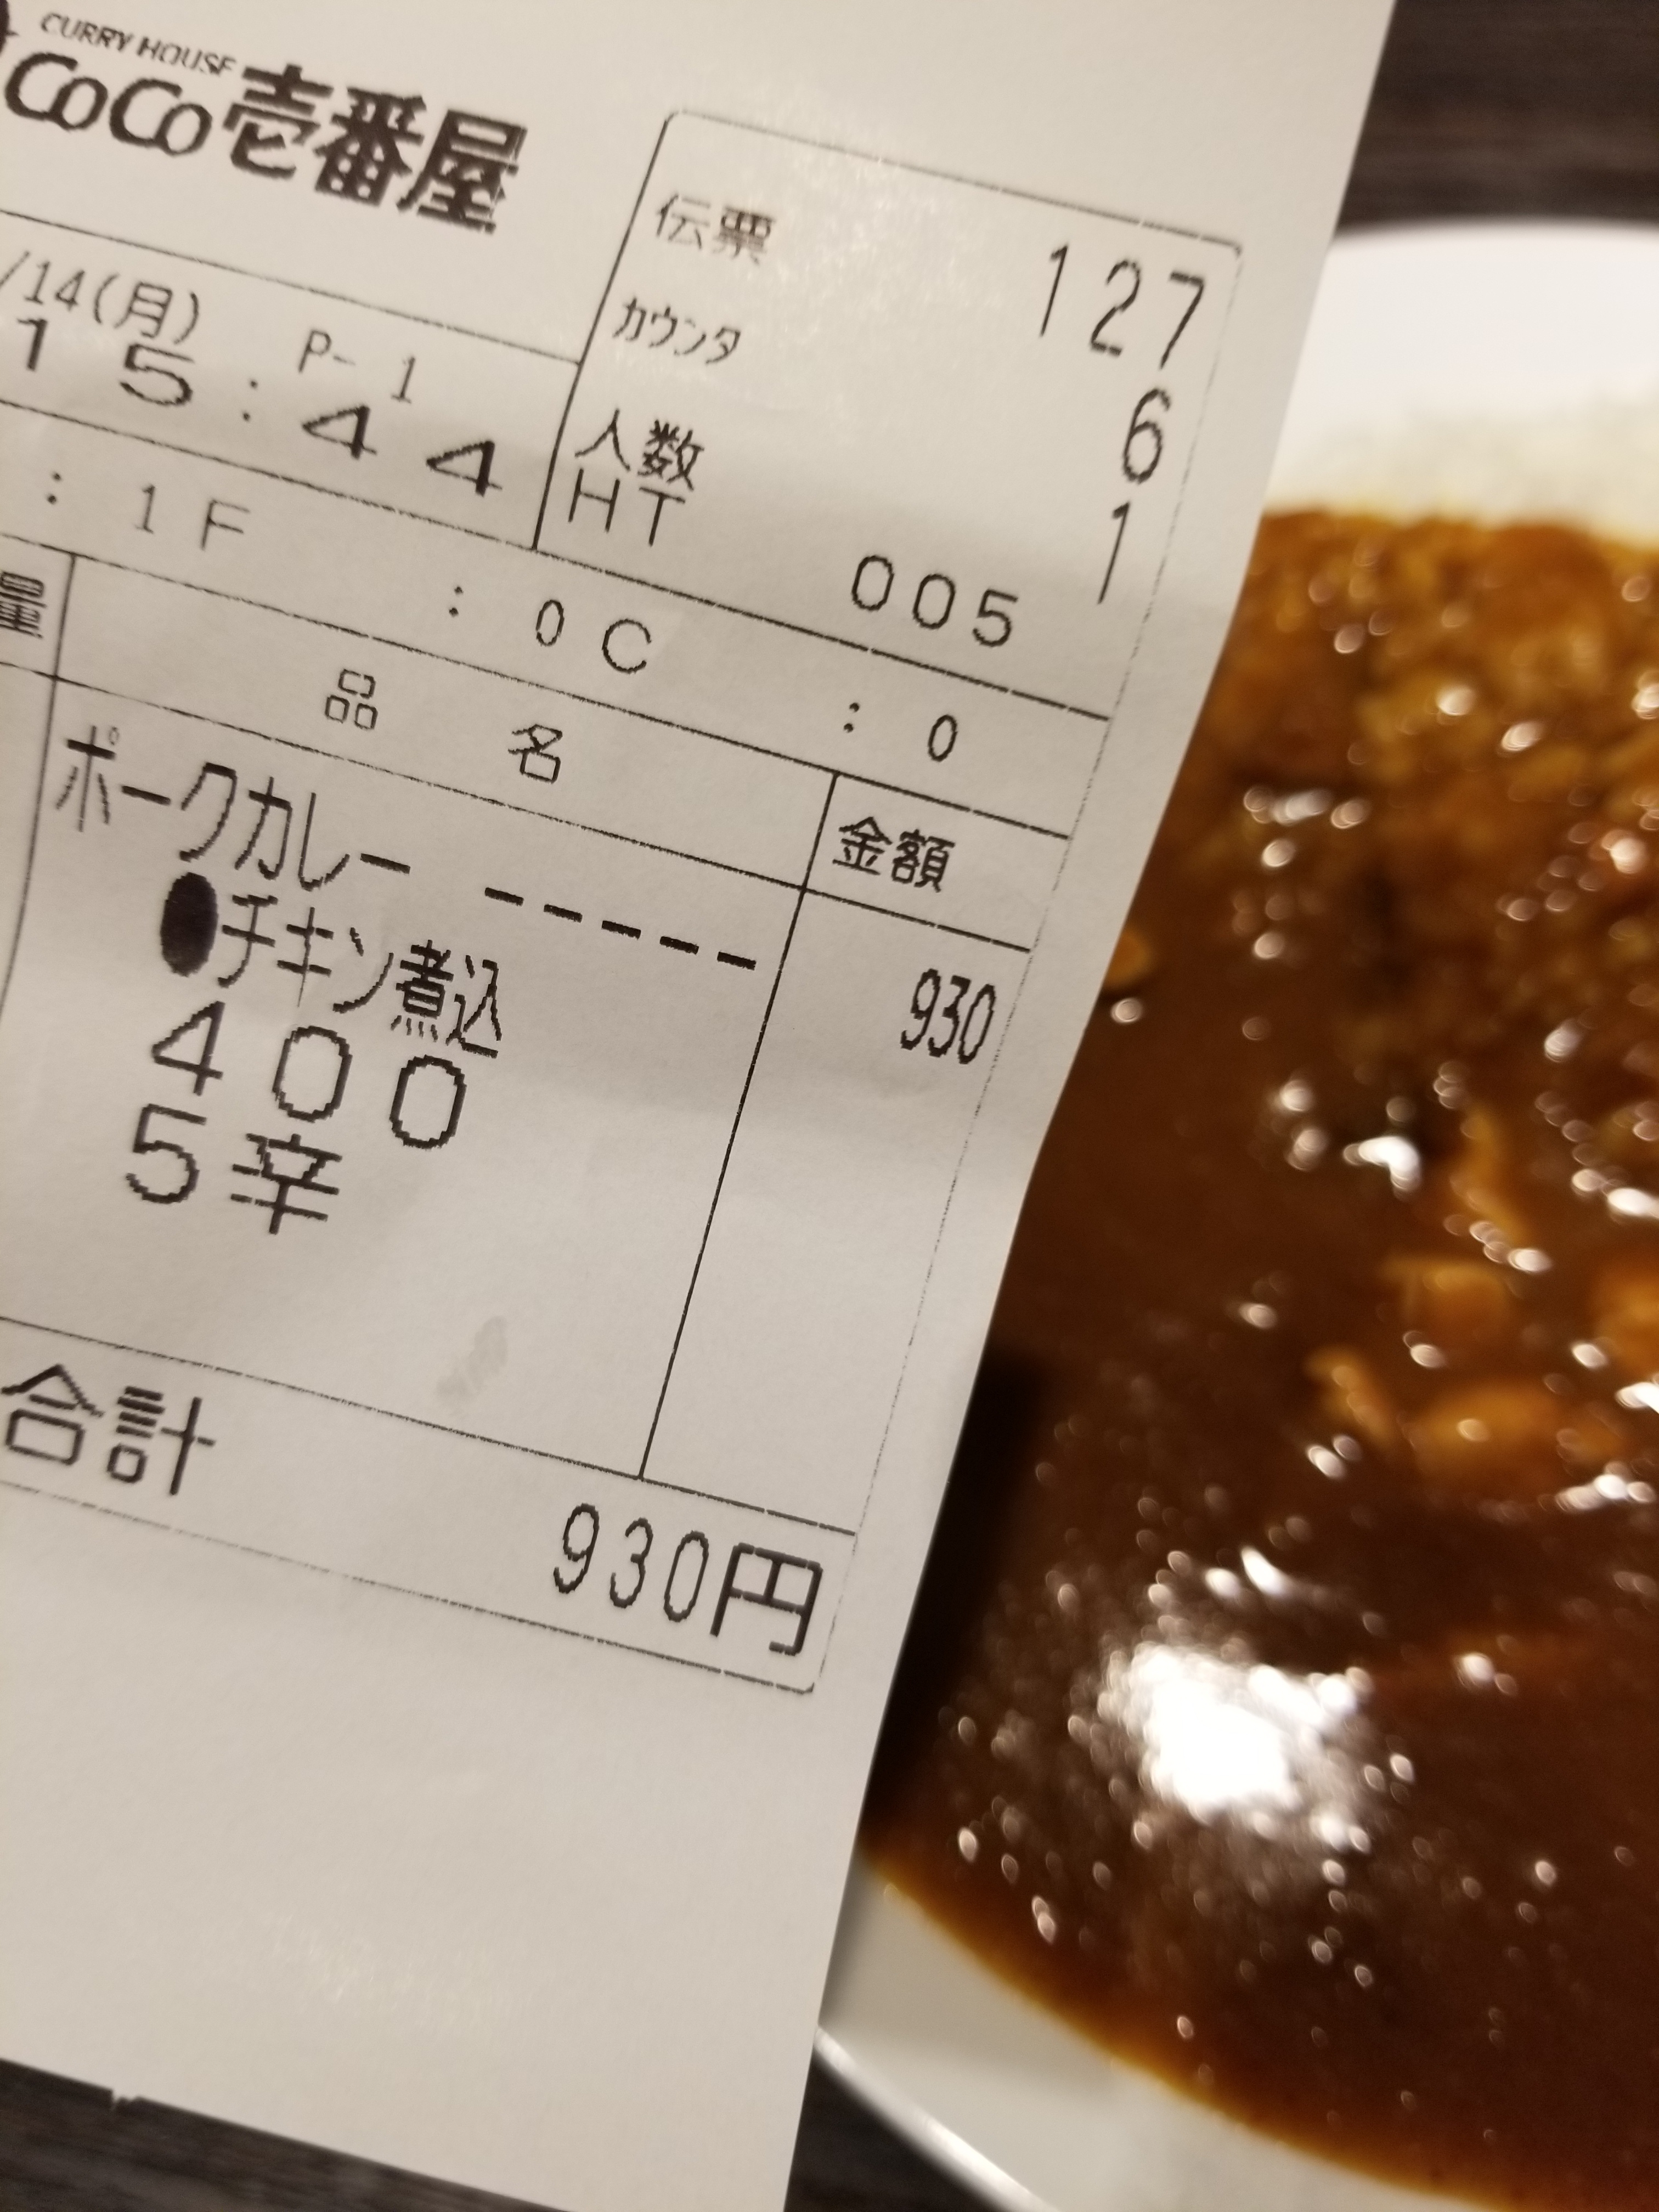 CURRY HOUSE
CoCo壱番屋
伝票 127
カウンタ 6
人数 1
HT 005
/14(月) P- 1
15:44
: 1F : 0C : 0
量 品 名 金額
ポークカレー ----- 930
●チキン煮込
400
5辛
合計 930円